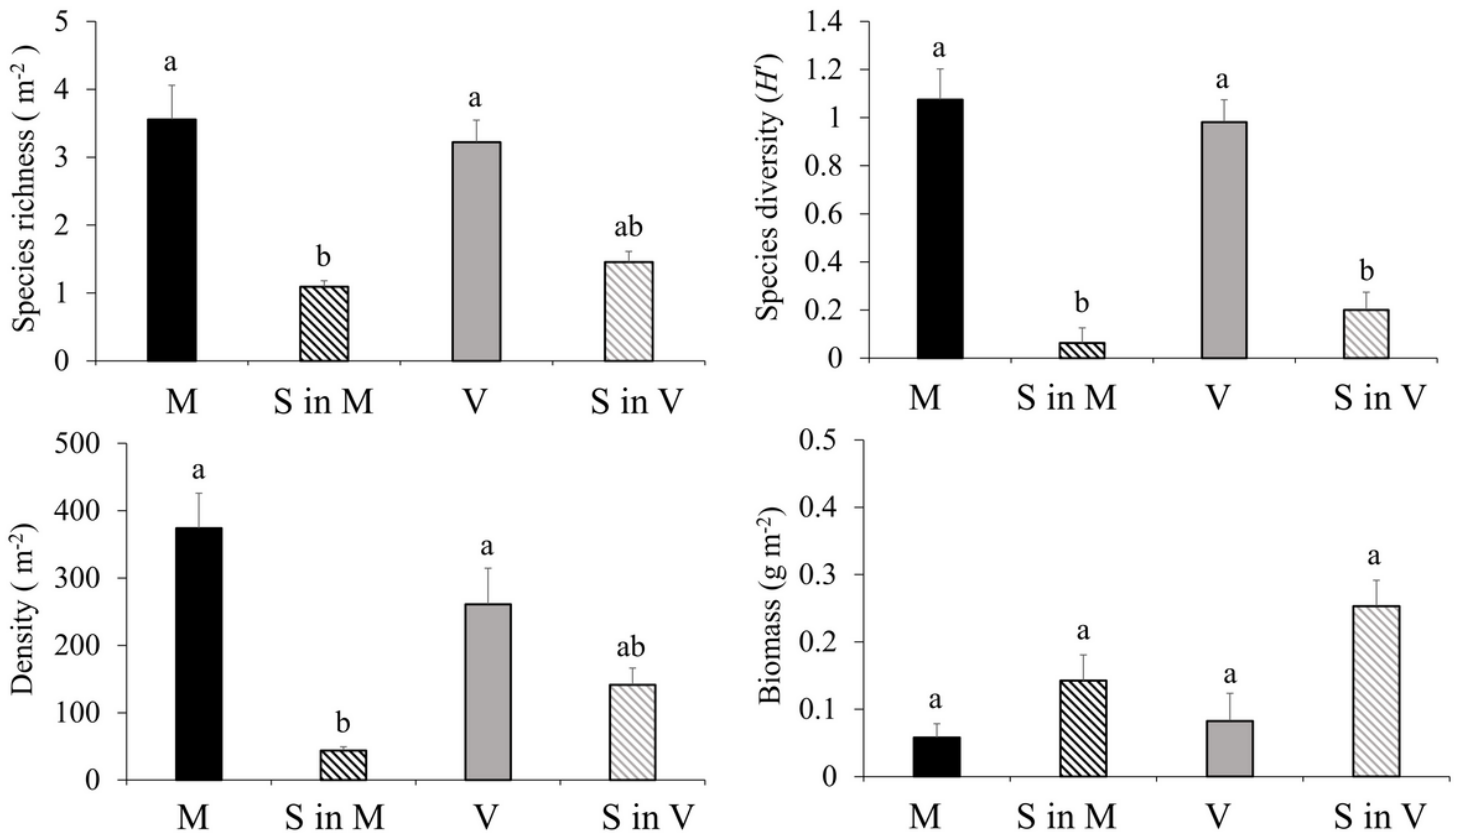 Species richness ( m-2 )
5
4
3
2
1
0
a
b
a
ab
M
S in M
V
S in V
Species diversity (H')
1.4
1.2
1
0.8
0.6
0.4
0.2
0
a
b
a
b
M
S in M
V
S in V
Density ( m-2)
500
400
300
200
100
0
a
b
a
ab
M
S in M
V
S in V
Biomass (g m-2)
0.5
0.4
0.3
0.2
0.1
0
a
a
a
a
M
S in M
V
S in V